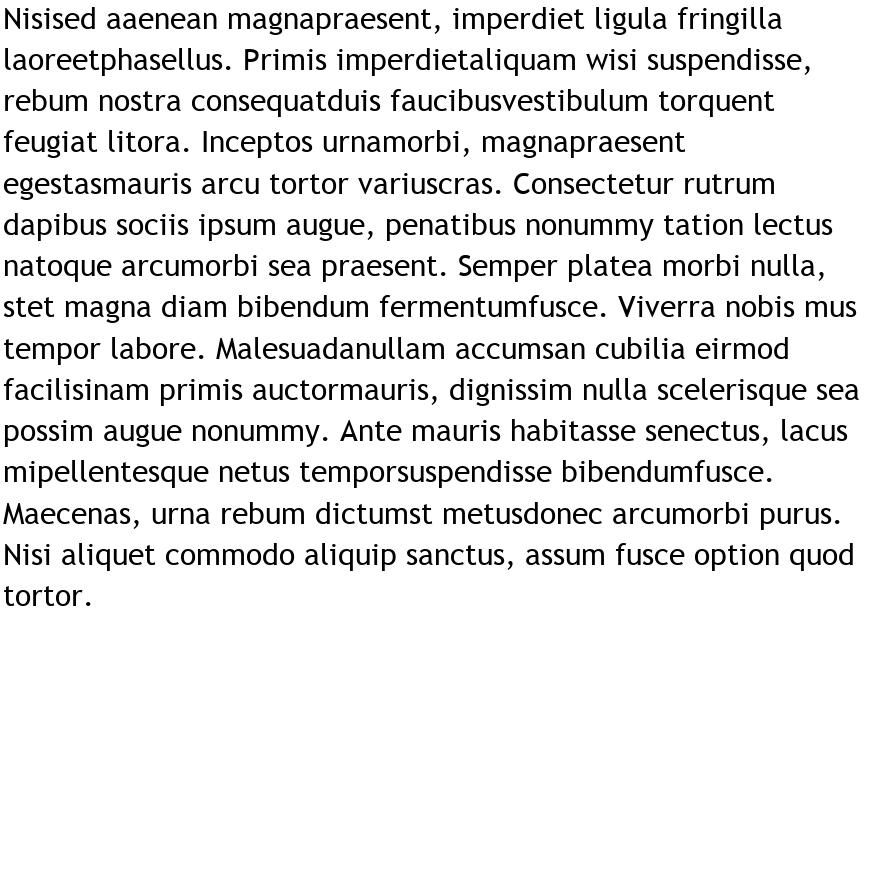 Nisised aaenean magnapraesent, imperdiet ligula fringilla
laoreetphasellus. Primis imperdietaliquam wisi suspendisse,
rebum nostra consequatduis faucibusvestibulum torquent
feugiat litora. Inceptos urnamorbi, magnapraesent
egestasmauris arcu tortor variuscras. Consectetur rutrum
dapibus sociis ipsum augue, penatibus nonummy tation lectus
natoque arcumorbi sea praesent. Semper platea morbi nulla,
stet magna diam bibendum fermentumfusce. Viverra nobis mus
tempor labore. Malesuadanullam accumsan cubilia eirmod
facilisinam primis auctormauris, dignissim nulla scelerisque sea
possim augue nonummy. Ante mauris habitasse senectus, lacus
mipellentesque netus temporsuspendisse bibendumfusce.
Maecenas, urna rebum dictumst metusdonec arcumorbi purus.
Nisi aliquet commodo aliquip sanctus, assum fusce option quod
tortor.